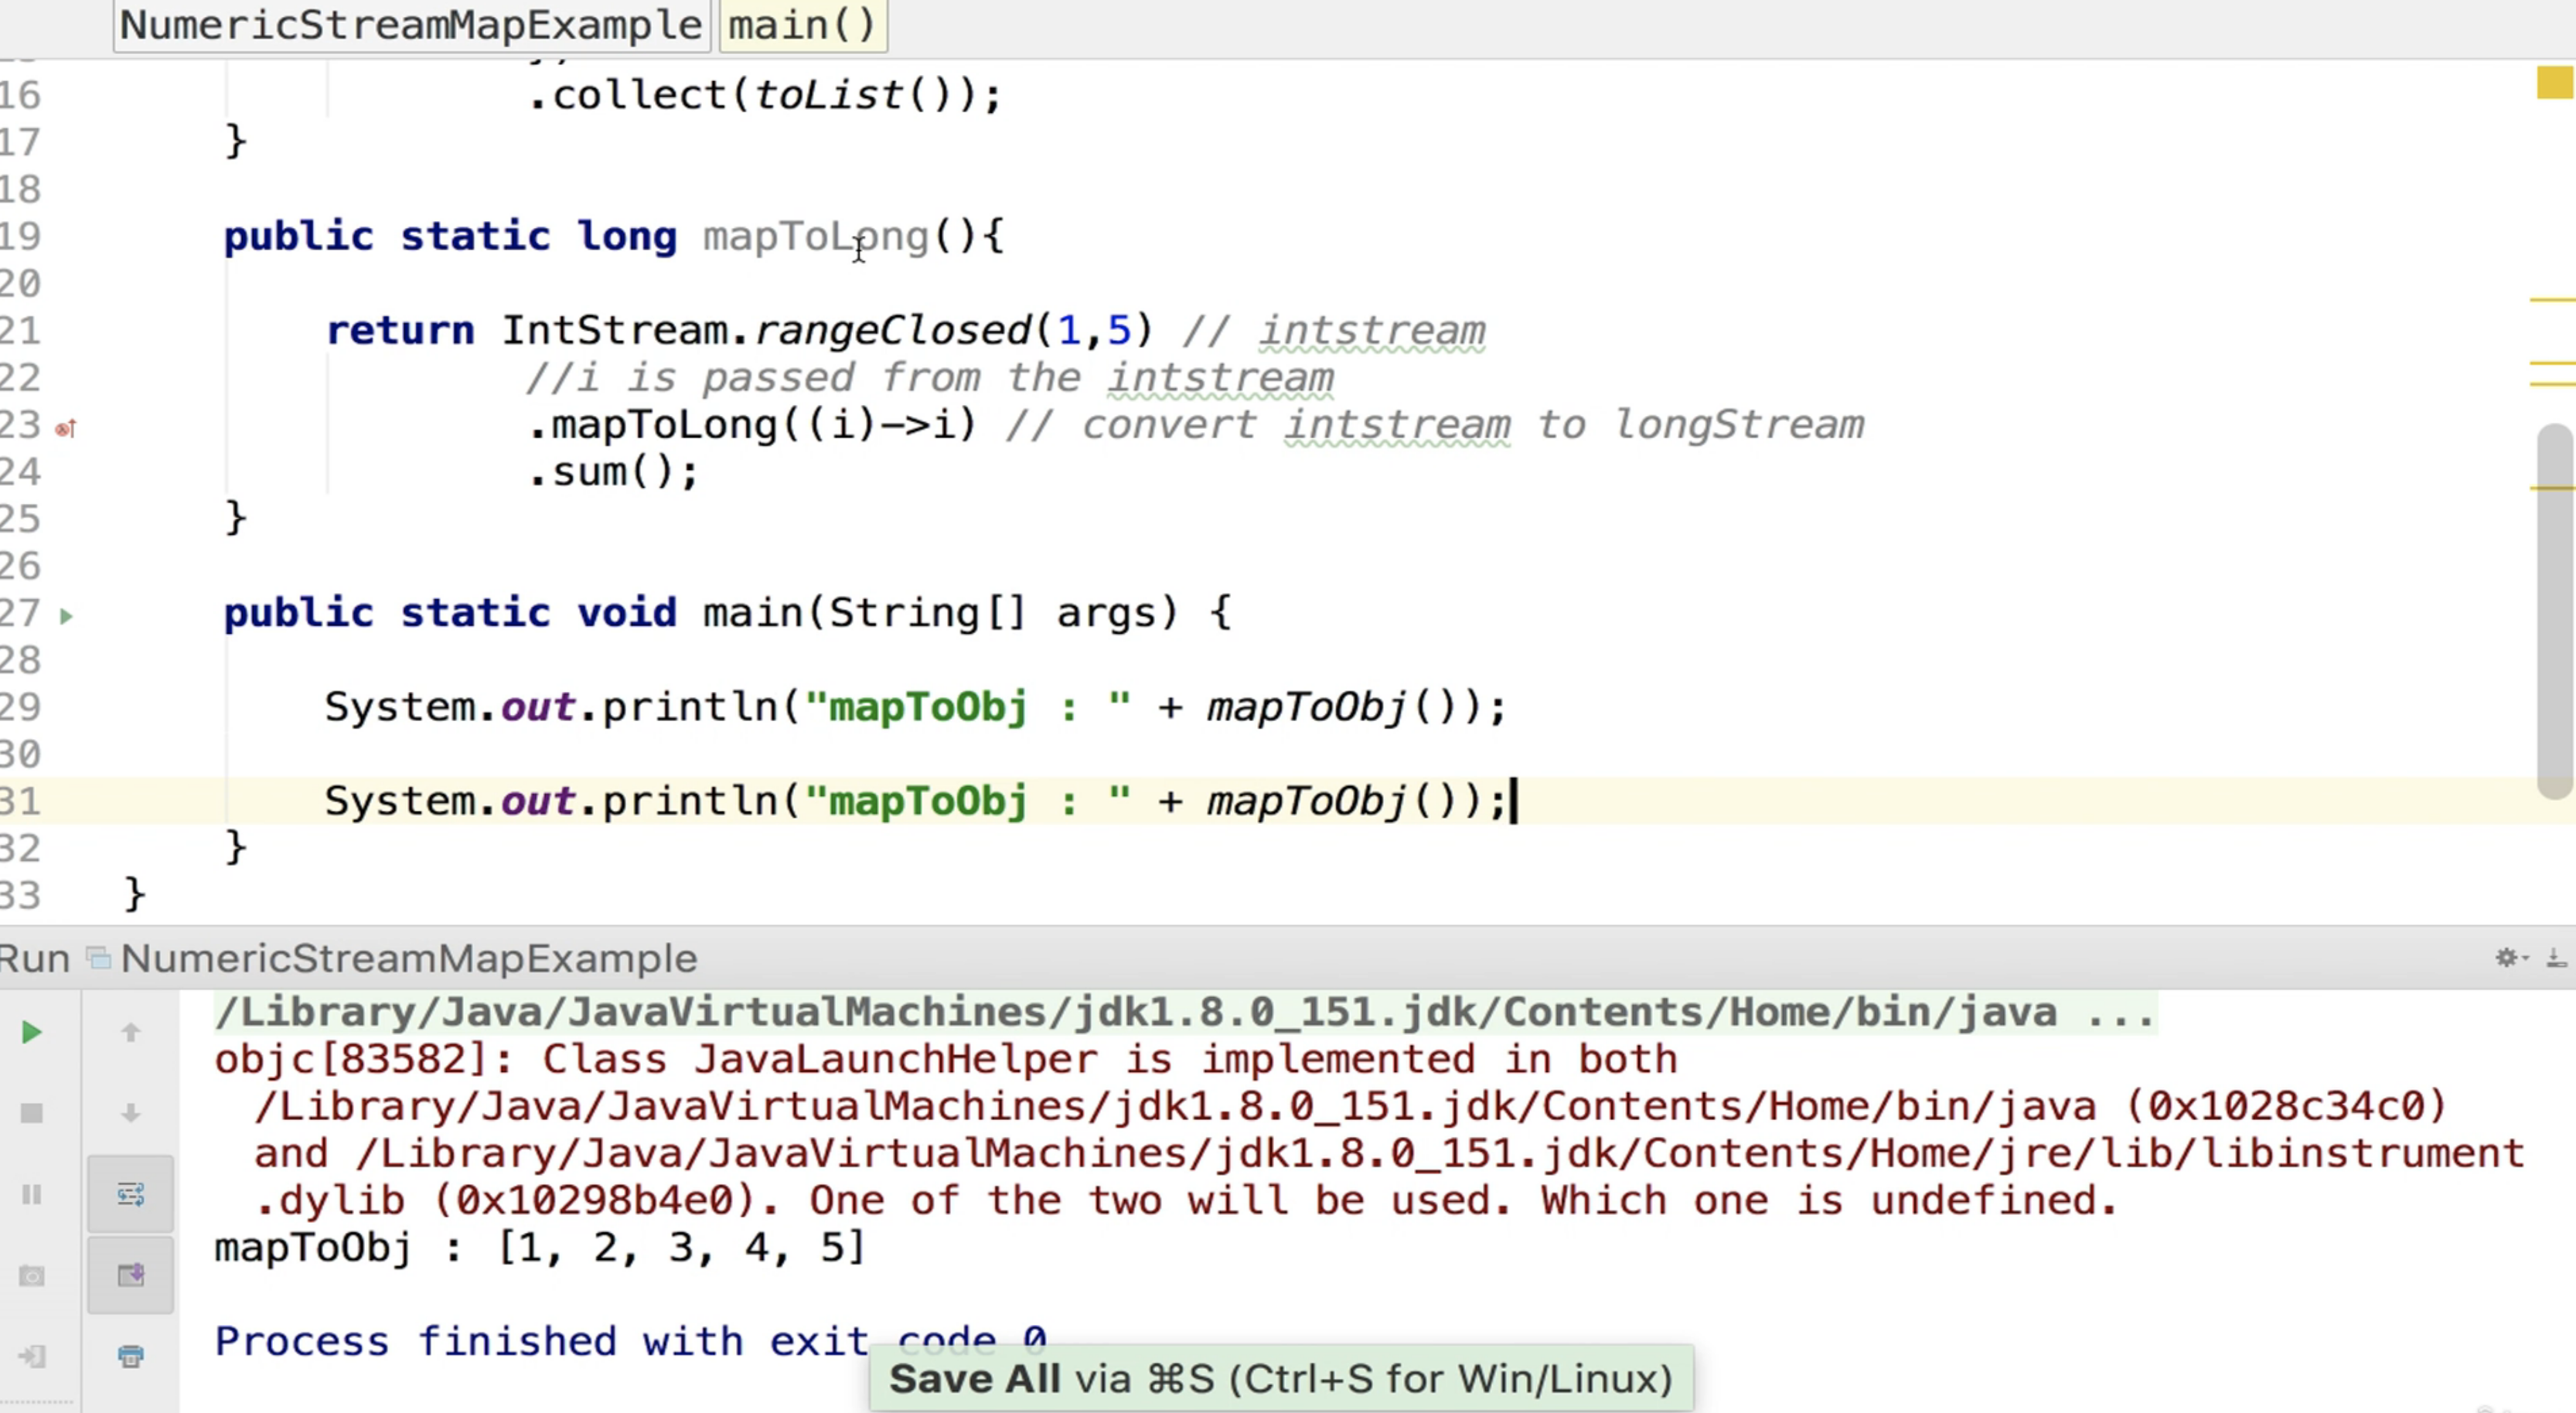 NumericStreamMapExample main()
16 .collect(toList());
17 }
18
19 public static long mapToLong(){
20
21 return IntStream.rangeClosed(1,5) // intstream
22 //i is passed from the intstream
23 .mapToLong((i)->i) // convert intstream to longStream
24 .sum();
25 }
26
27 public static void main(String[] args) {
28
29 System.out.println("mapToObj : " + mapToObj());
30
31 System.out.println("mapToObj : " + mapToObj());
32 }
33 }
Run NumericStreamMapExample
/Library/Java/JavaVirtualMachines/jdk1.8.0_151.jdk/Contents/Home/bin/java ...
objc[83582]: Class JavaLaunchHelper is implemented in both
/Library/Java/JavaVirtualMachines/jdk1.8.0_151.jdk/Contents/Home/bin/java (0x1028c34c0)
and /Library/Java/JavaVirtualMachines/jdk1.8.0_151.jdk/Contents/Home/jre/lib/libinstrument
.dylib (0x10298b4e0). One of the two will be used. Which one is undefined.
mapToObj : [1, 2, 3, 4, 5]
Process finished with exit code 0
Save All via ⌘S (Ctrl+S for Win/Linux)